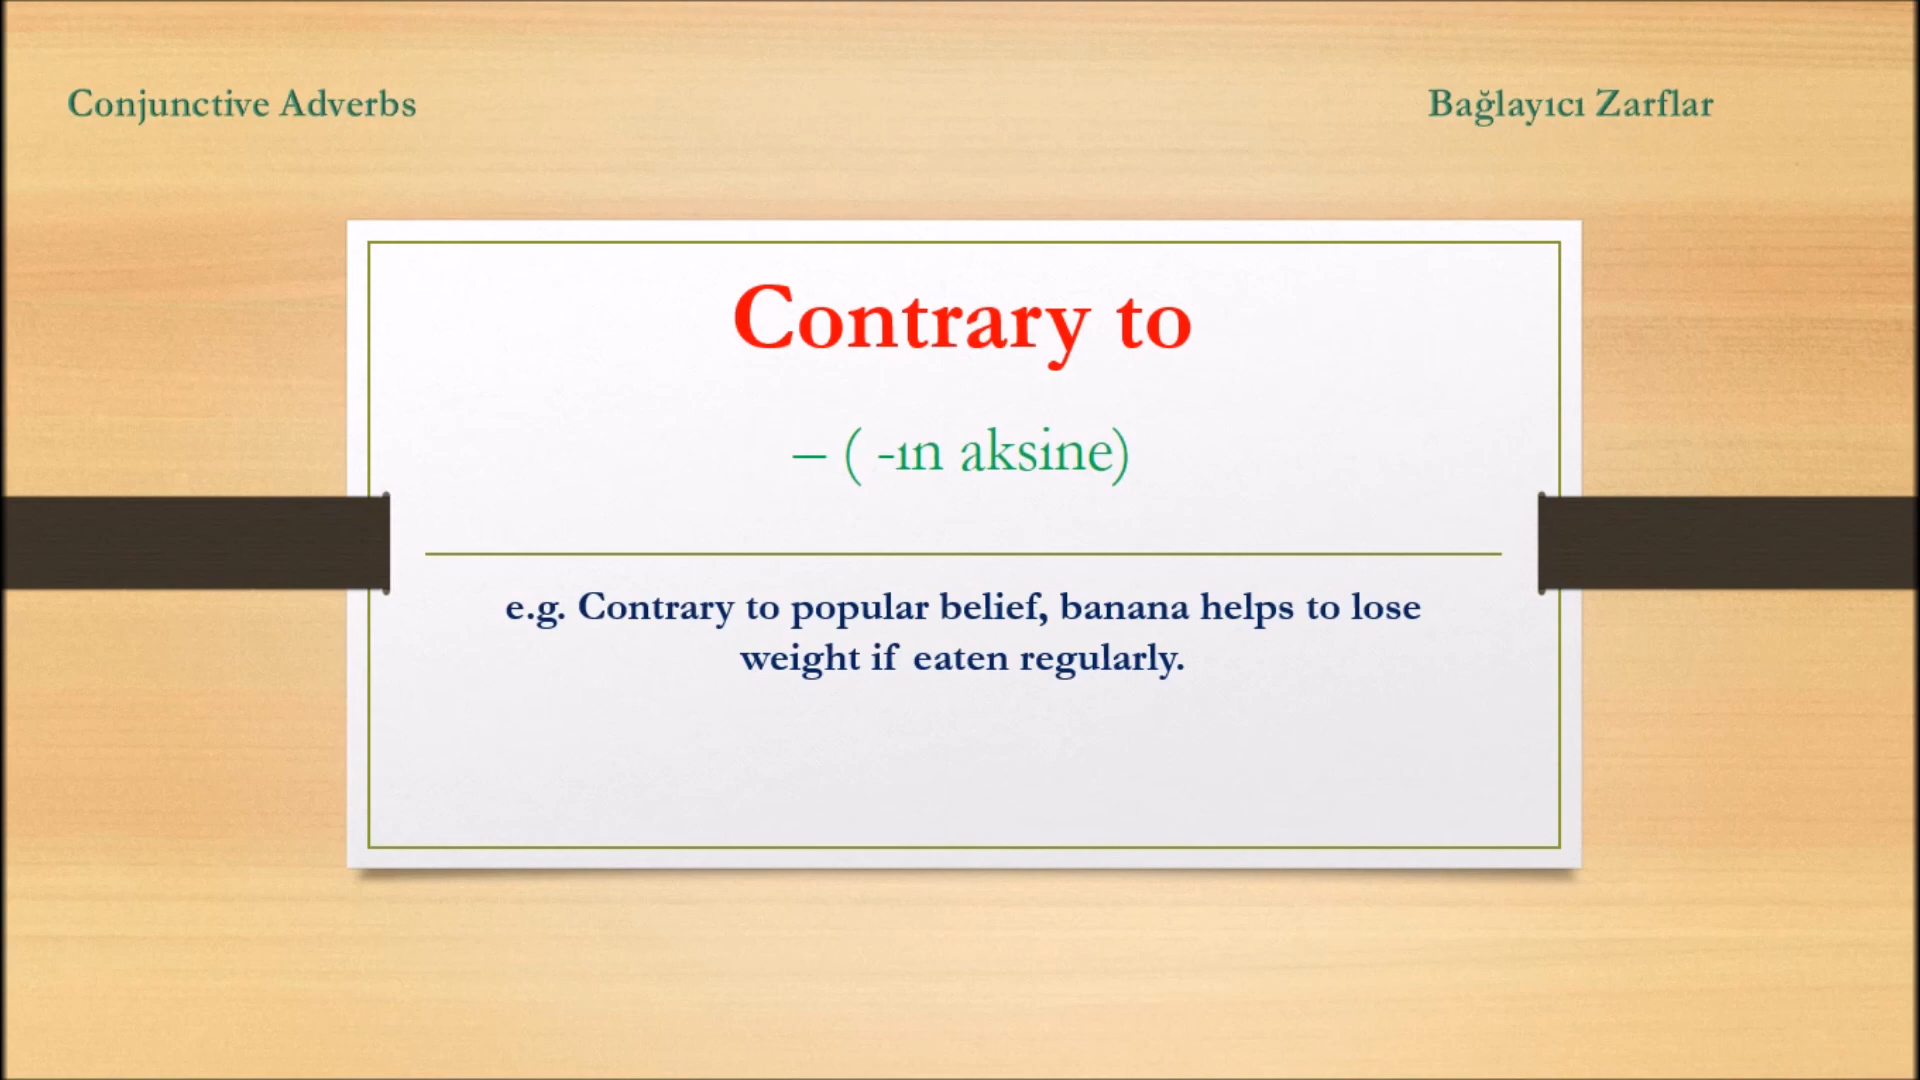 Conjunctive Adverbs
Bağlayıcı Zarflar
Contrary to
– ( -ın aksine)
e.g. Contrary to popular belief, banana helps to lose
weight if eaten regularly.